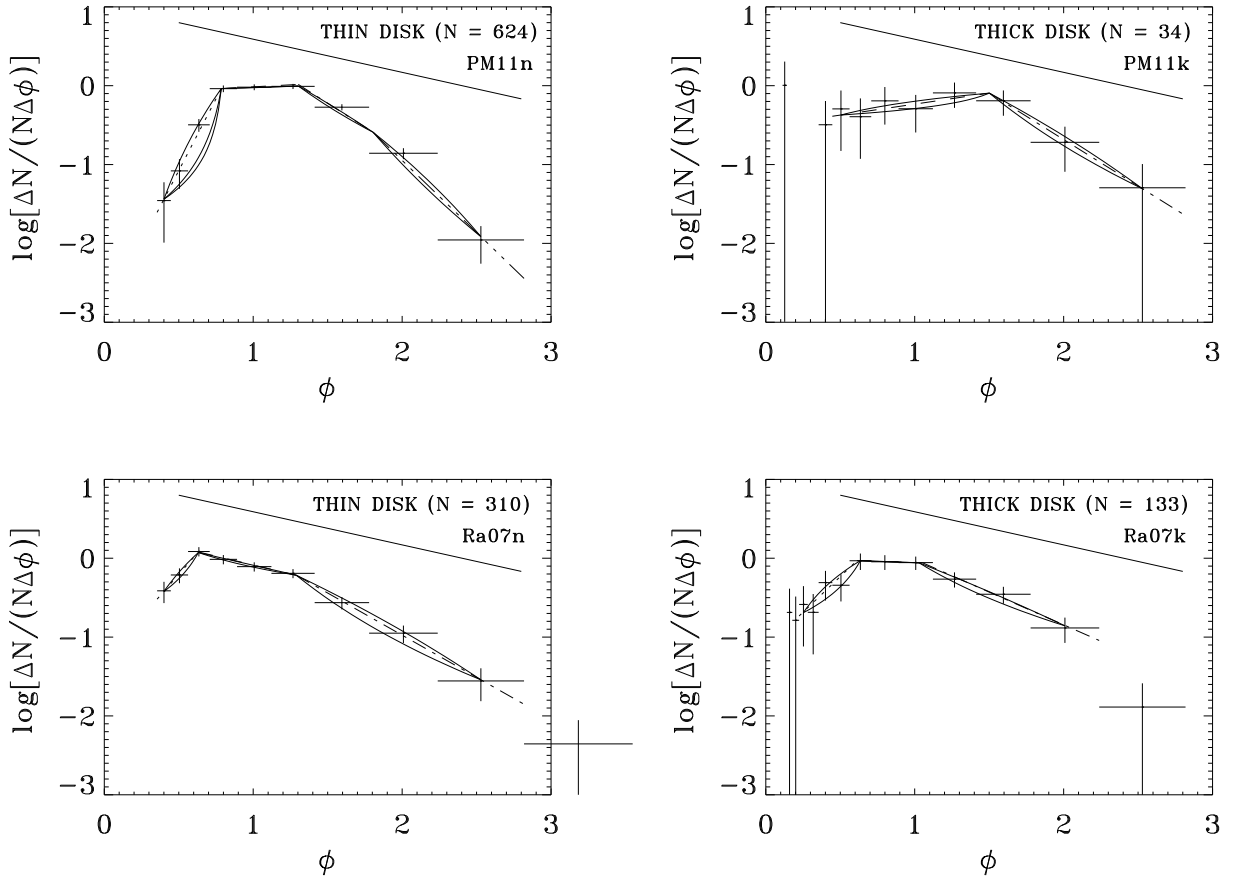 THIN DISK (N = 624)
PM11n
1
0
−1
−2
−3
log[ΔN/(NΔϕ)]
0 1 2 3
ϕ
THICK DISK (N = 34)
PM11k
1
0
−1
−2
−3
log[ΔN/(NΔϕ)]
0 1 2 3
ϕ
THIN DISK (N = 310)
Ra07n
1
0
−1
−2
−3
log[ΔN/(NΔϕ)]
0 1 2 3
ϕ
THICK DISK (N = 133)
Ra07k
1
0
−1
−2
−3
log[ΔN/(NΔϕ)]
0 1 2 3
ϕ